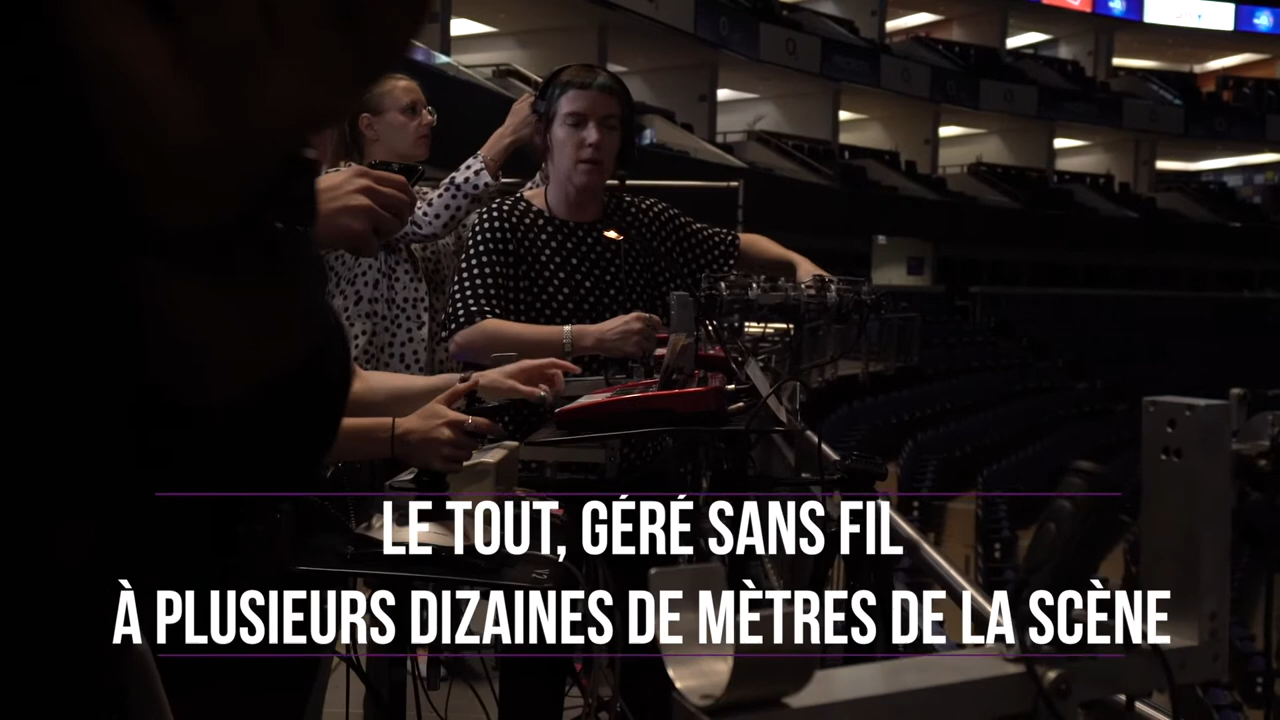 LE TOUT, GÉRÉ SANS FIL
À PLUSIEURS DIZAINES DE MÈTRES DE LA SCÈNE